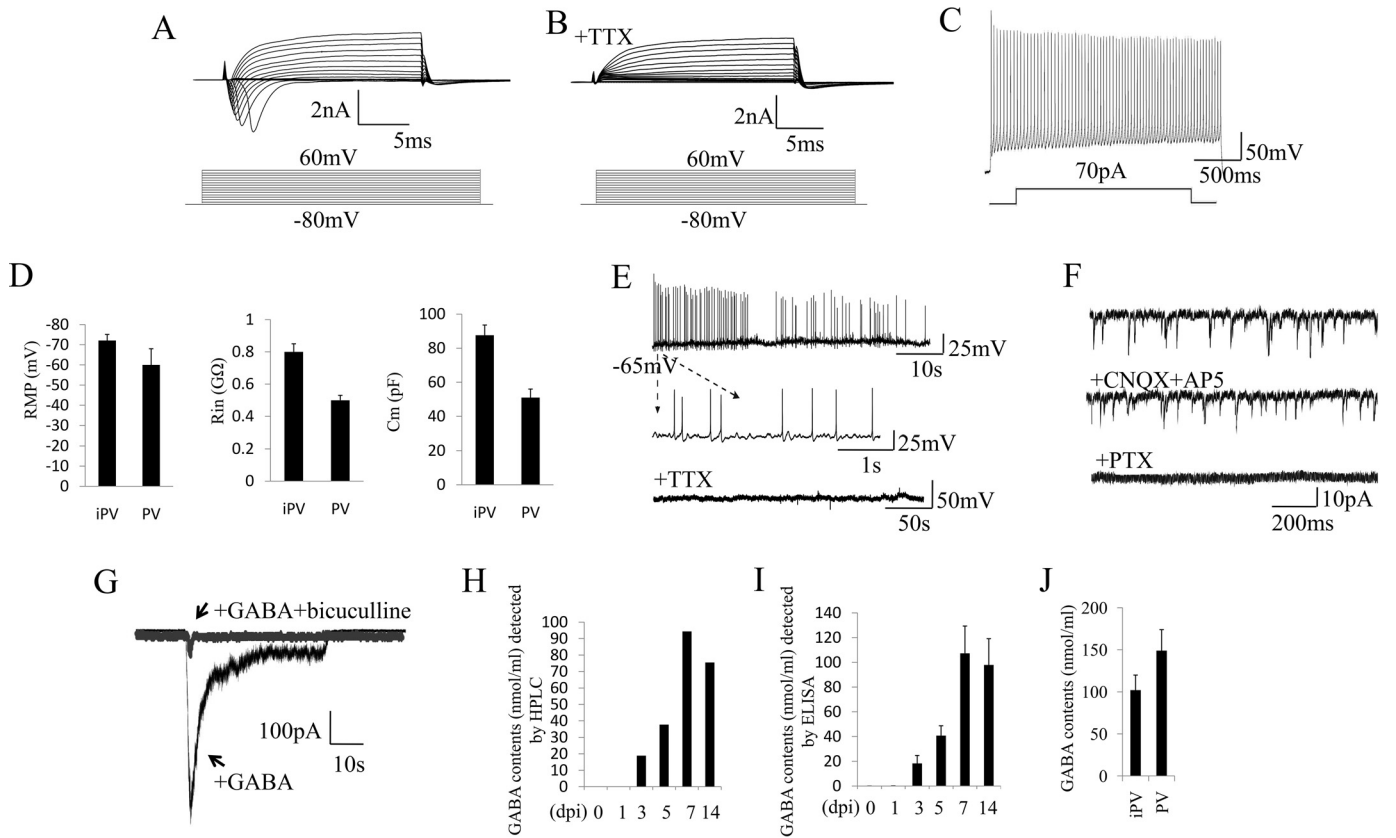 A
2nA
5ms
60mV
-80mV
B
+TTX
2nA
5ms
60mV
-80mV
C
50mV
500ms
70pA
D
RMP (mV)
-80
-70
-60
-50
-40
-30
-20
-10
0
iPV PV
Rin (GΩ)
1
0.8
0.6
0.4
0.2
0
iPV PV
Cm (pF)
100
80
60
40
20
0
iPV PV
E
25mV
10s
-65mV
25mV
1s
+TTX
50mV
50s
F
+CNQX+AP5
+PTX
10pA
200ms
G
+GABA+bicuculline
100pA
10s
+GABA
H
GABA contents (nmol/ml) detected
by HPLC
100
90
80
70
60
50
40
30
20
10
0
(dpi) 0 1 3 5 7 14
I
GABA contents (nmol/ml) detected
by ELISA
140
120
100
80
60
40
20
0
(dpi) 0 1 3 5 7 14
J
GABA contents (nmol/ml)
200
150
100
50
0
iPV
PV